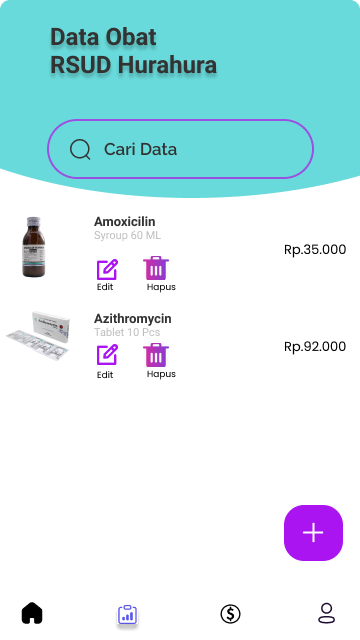 Data Obat
RSUD Hurahura
Cari Data
Amoxicilin
Syroup 60 ML
Rp.35.000
Edit
Hapus
Azithromycin
Tablet 10 Pcs
Rp.92.000
Edit
Hapus